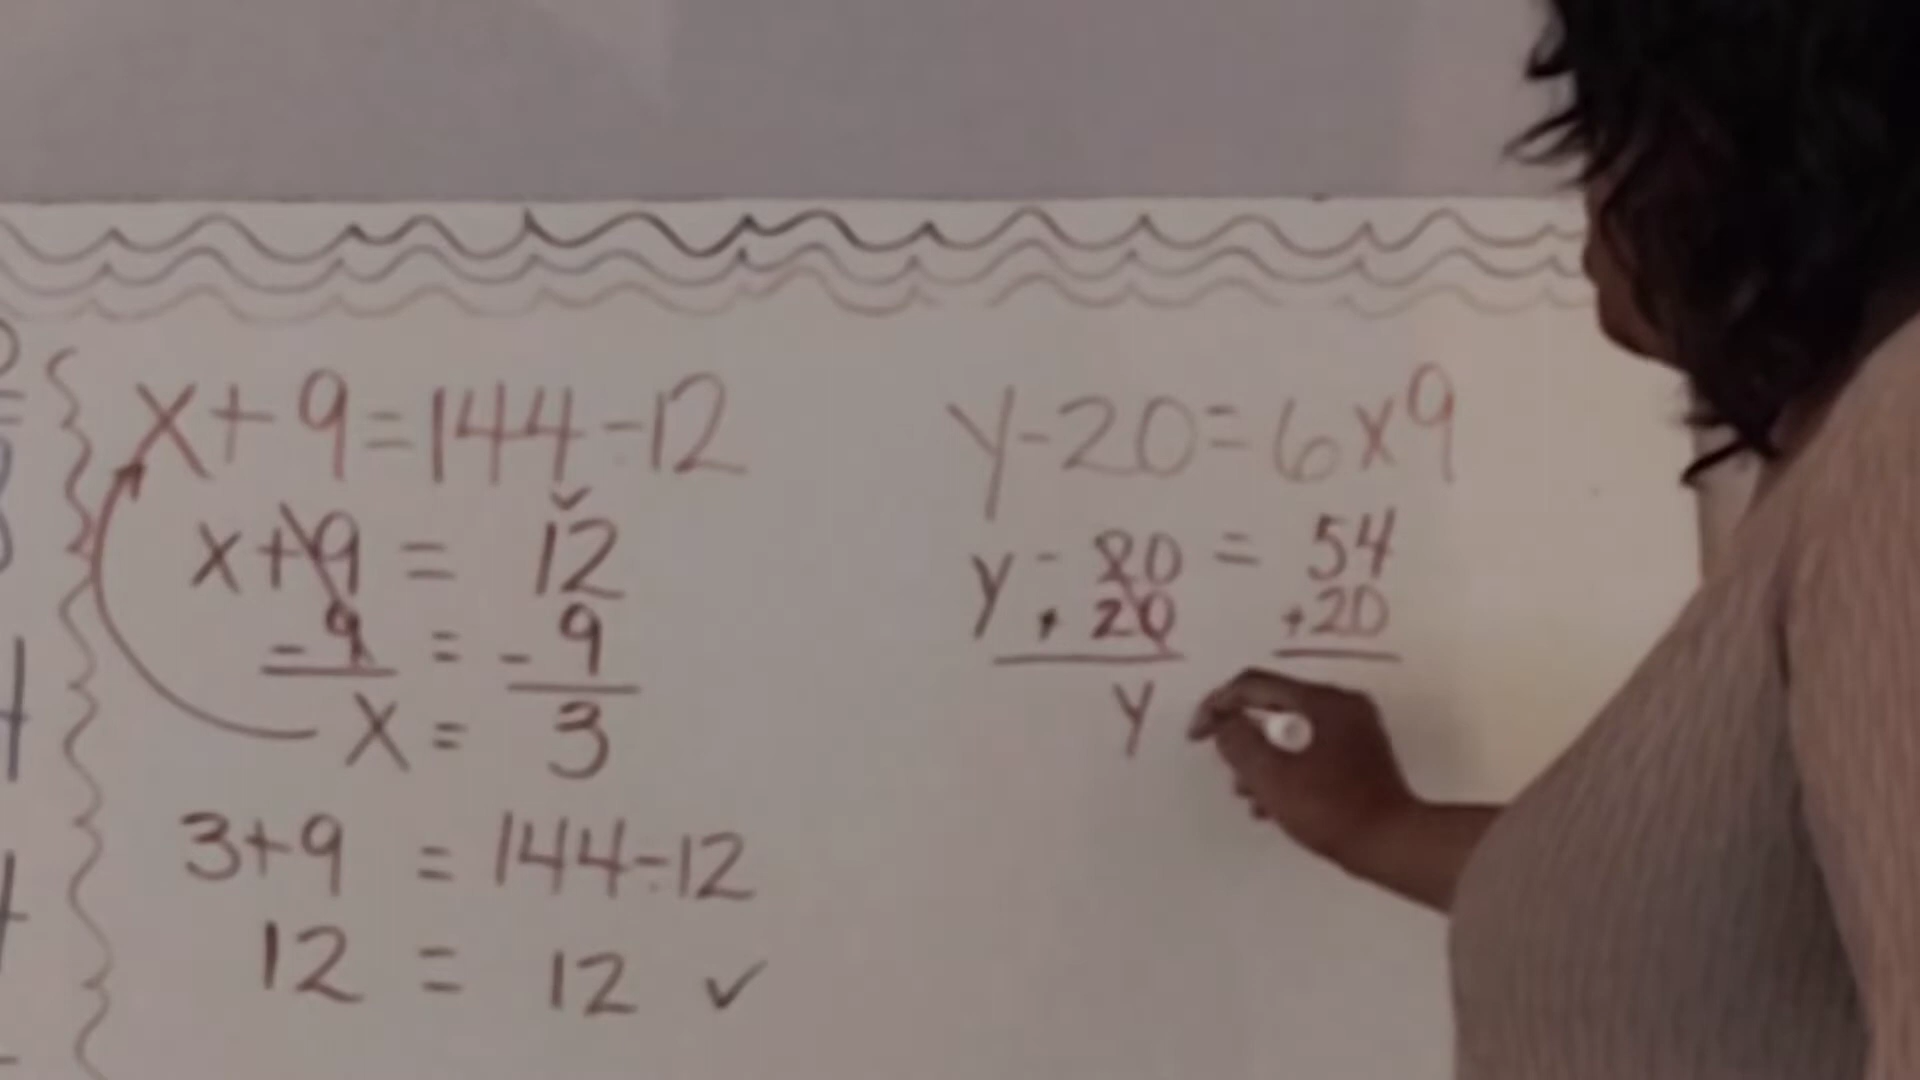 x+9=144÷12
x+9 = 12
-9 = -9
x = 3
3+9 = 144÷12
12 = 12 ✓
y-20=6x9
y - 20 = 54
+ 20 +20
y